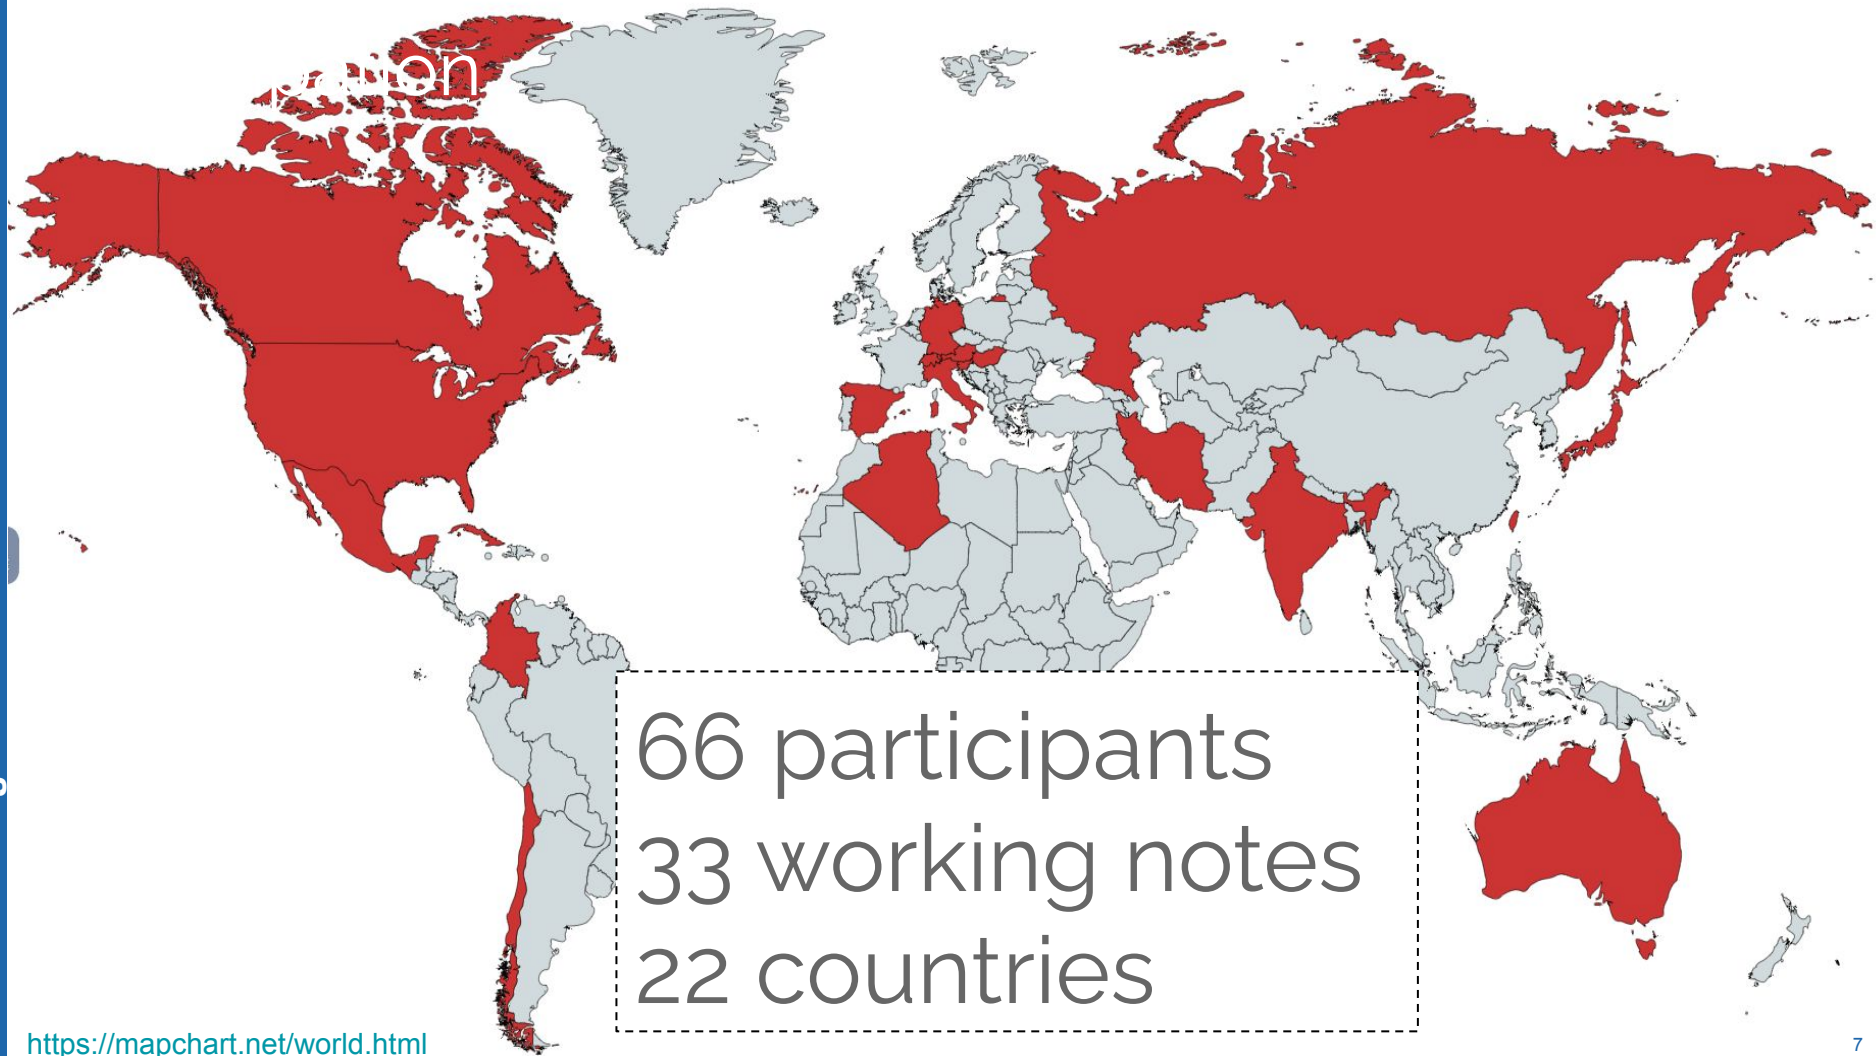 66 participants
33 working notes
22 countries
https://mapchart.net/world.html
7